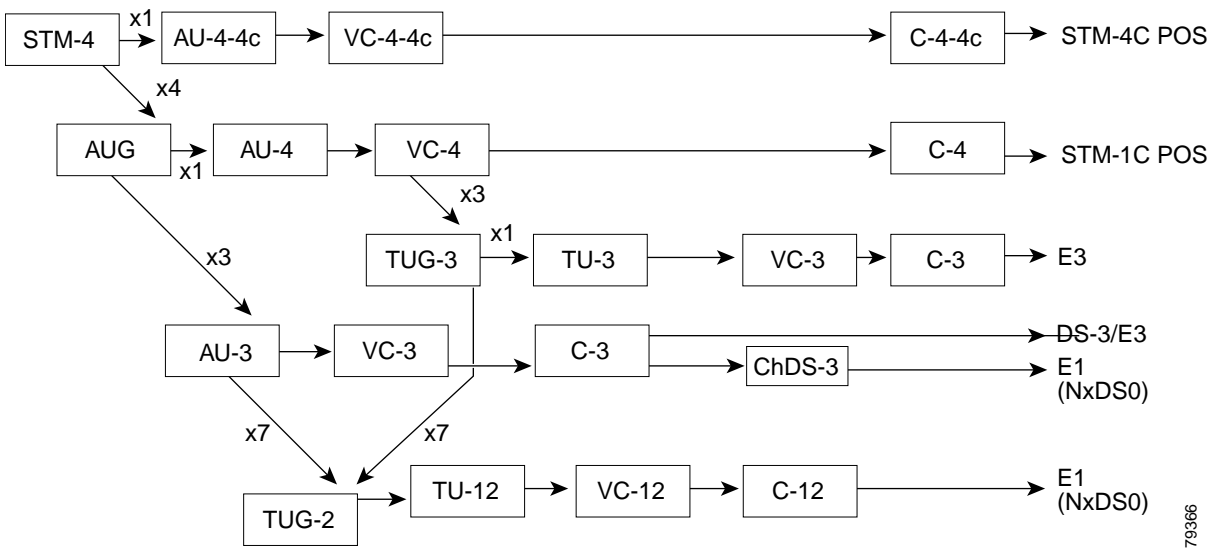 STM-4
x1
AU-4-4c
VC-4-4c
C-4-4c
STM-4C POS
x4
AUG
x1
AU-4
VC-4
C-4
STM-1C POS
x3
x3
TUG-3
x1
TU-3
VC-3
C-3
E3
AU-3
VC-3
C-3
DS-3/E3
ChDS-3
E1
(NxDS0)
x7
x7
TUG-2
TU-12
VC-12
C-12
E1
(NxDS0)
79366